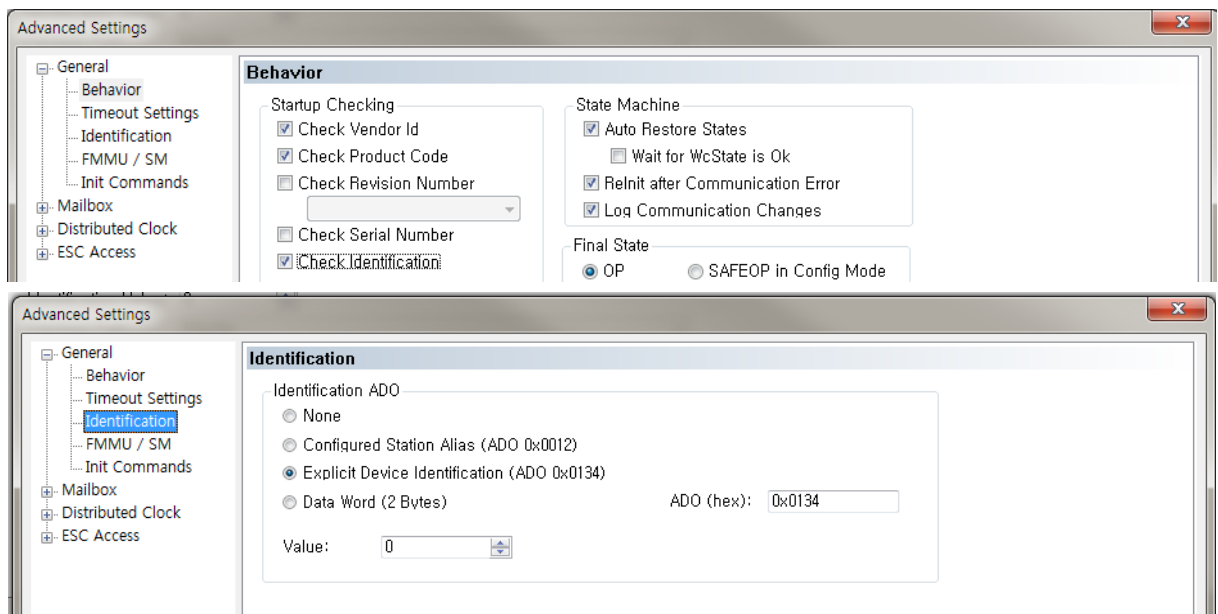 Advanced Settings
General
Behavior
Timeout Settings
Identification
FMMU / SM
Init Commands
Mailbox
Distributed Clock
ESC Access
Behavior
Startup Checking
Check Vendor Id
Check Product Code
Check Revision Number
Check Serial Number
Check Identification
State Machine
Auto Restore States
Wait for WcState is Ok
ReInit after Communication Error
Log Communication Changes
Final State
OP
SAFEOP in Config Mode
Advanced Settings
General
Behavior
Timeout Settings
Identification
FMMU / SM
Init Commands
Mailbox
Distributed Clock
ESC Access
Identification
Identification ADO
None
Configured Station Alias (ADO 0x0012)
Explicit Device Identification (ADO 0x0134)
Data Word (2 Bytes)
ADO (hex): 0x0134
Value: 0